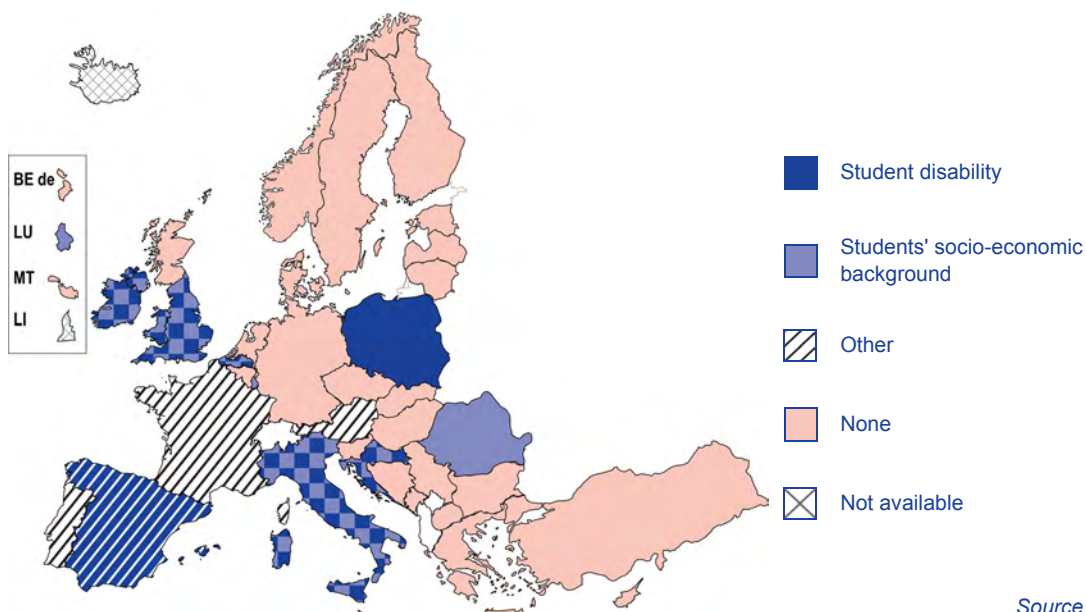 BE de
LU
MT
LI
Student disability
Students' socio-economic
background
Other
None
Not available
Source